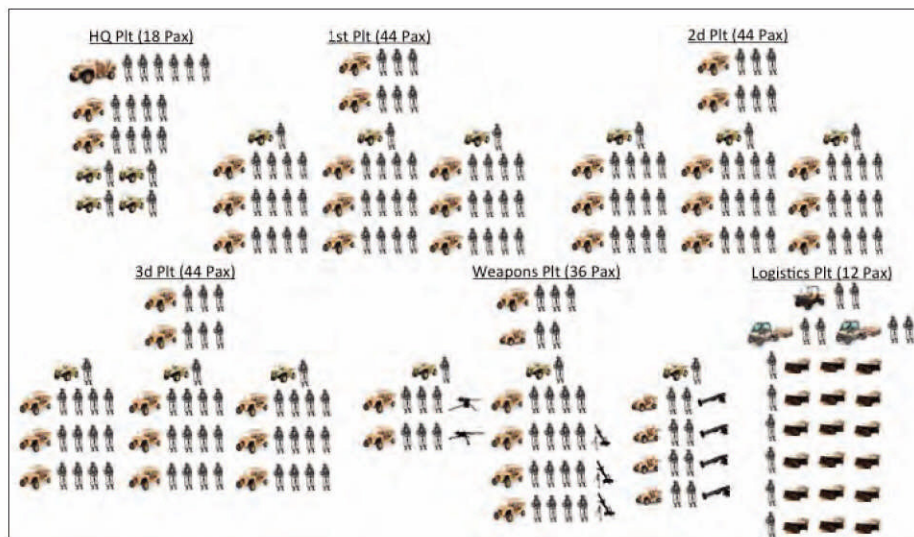 HQ Plt (18 Pax)
1st Plt (44 Pax)
2d Plt (44 Pax)
3d Plt (44 Pax)
Weapons Plt (36 Pax)
Logistics Plt (12 Pax)